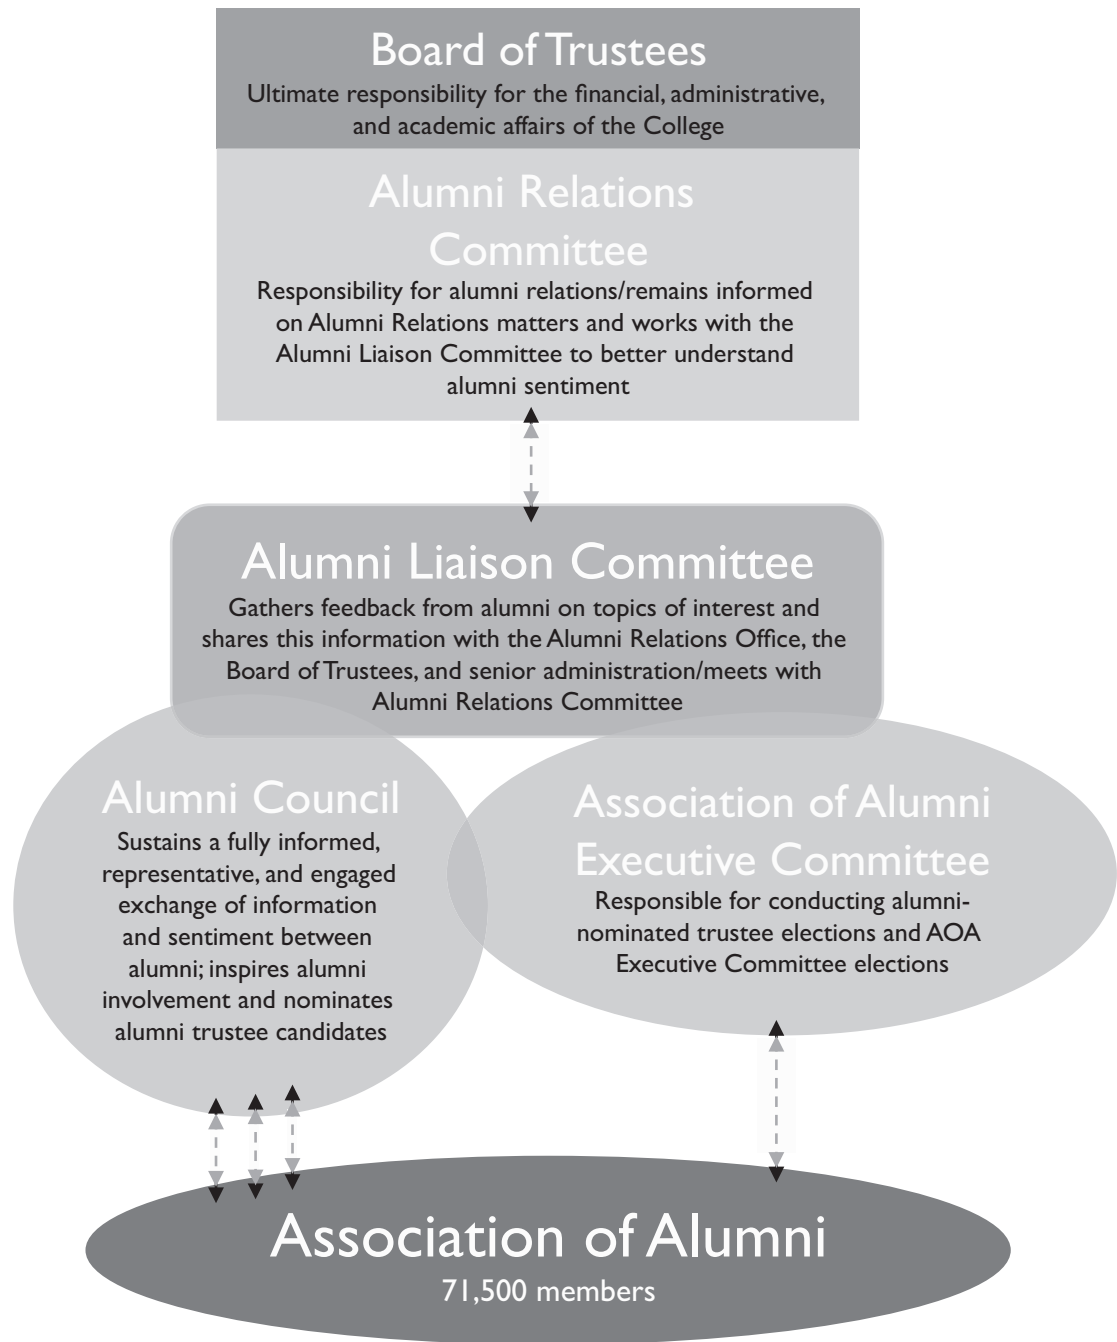 Board of Trustees
Ultimate responsibility for the financial, administrative,
and academic affairs of the College
Alumni Relations
Committee
Responsibility for alumni relations/remains informed
on Alumni Relations matters and works with the
Alumni Liaison Committee to better understand
alumni sentiment
Alumni Liaison Committee
Gathers feedback from alumni on topics of interest and
shares this information with the Alumni Relations Office, the
Board of Trustees, and senior administration/meets with
Alumni Relations Committee
Alumni Council
Sustains a fully informed,
representative, and engaged
exchange of information
and sentiment between
alumni; inspires alumni
involvement and nominates
alumni trustee candidates
Association of Alumni
Executive Committee
Responsible for conducting alumni-
nominated trustee elections and AOA
Executive Committee elections
Association of Alumni
71,500 members